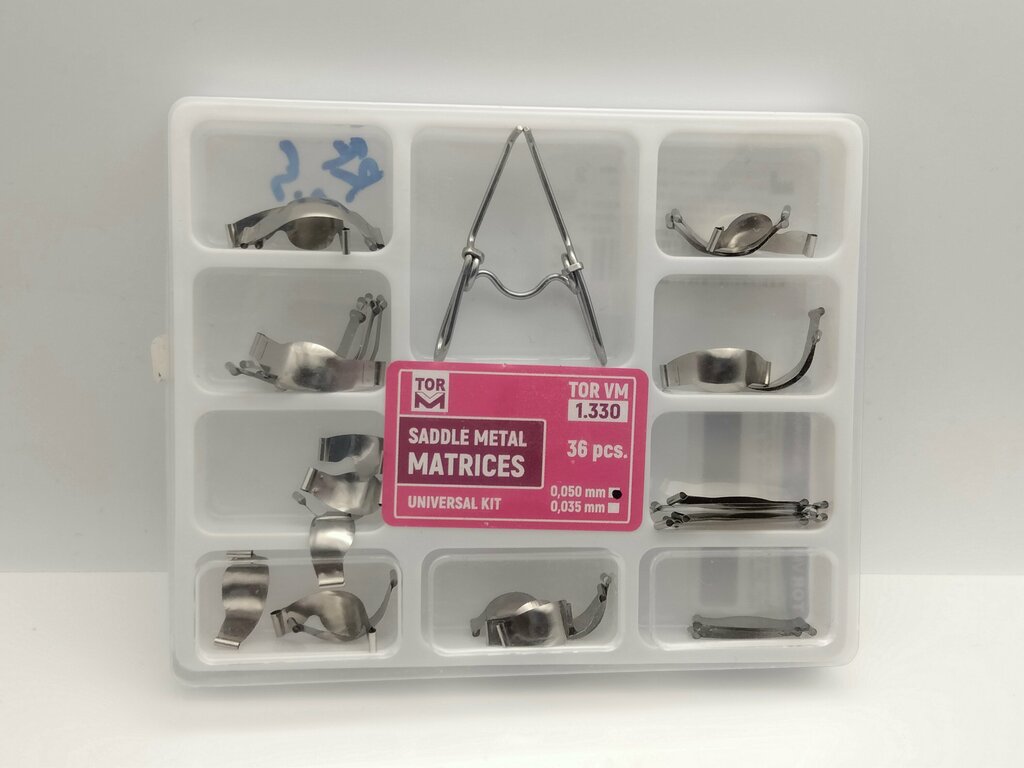 TOR VM
TOR VM
1.330
SADDLE METAL
MATRICES
36 pcs.
UNIVERSAL KIT
0,050 mm
0,035 mm